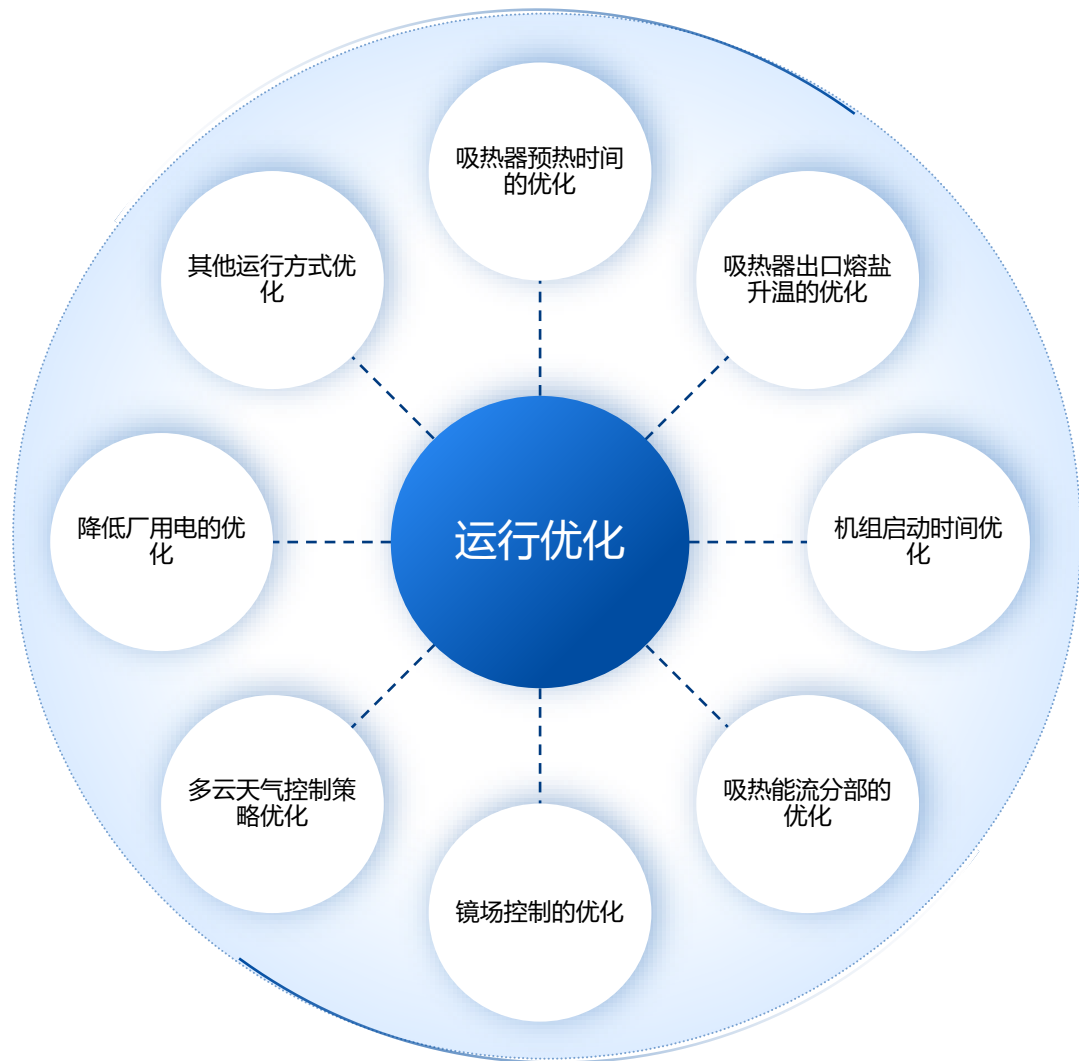 吸热器预热时间
的优化
其他运行方式优
化
吸热器出口熔盐
升温的优化
降低厂用电的优
化
运行优化
机组启动时间优
化
多云天气控制策
略优化
吸热能流分部的
优化
镜场控制的优化